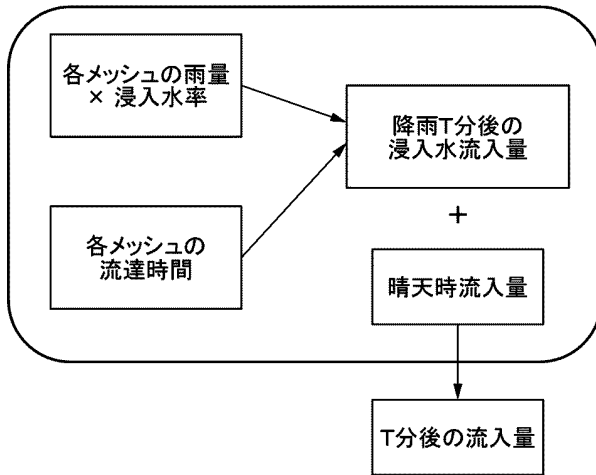 各メッシュの雨量
× 浸入水率
降雨T分後の
浸入水流入量
+
各メッシュの
流達時間
晴天時流入量
T分後の流入量